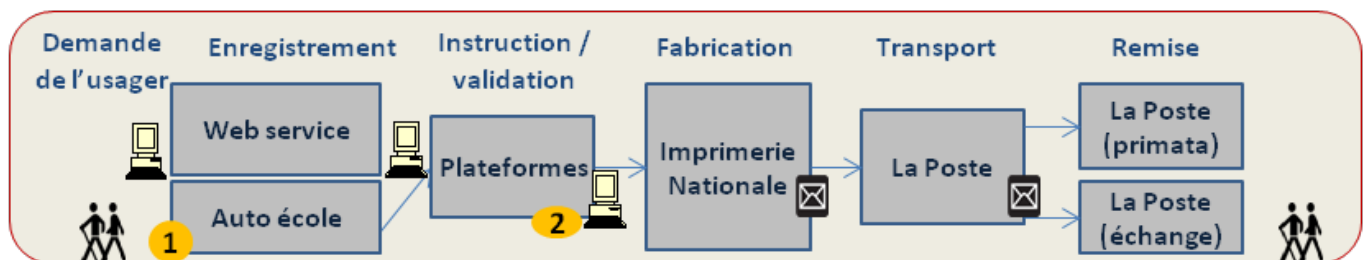 Demande
de l'usager
Enregistrement
Instruction /
validation
Fabrication
Transport
Remise
Web service
Auto école
1
Plateformes
2
Imprimerie
Nationale
La Poste
La Poste
(primata)
La Poste
(échange)